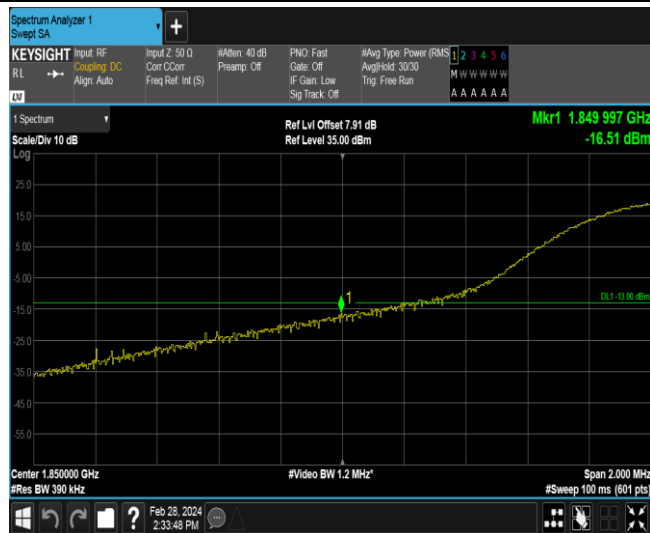 Spectrum Analyzer 1
Swept SA
+
KEYSIGHT
RL
LXI
Input: RF
Coupling: DC
Align: Auto
Input Z: 50 Ω
Corr CCorr
Freq Ref: Int (S)
#Atten: 40 dB
Preamp: Off
PNO: Fast
Gate: Off
IF Gain: Low
Sig Track: Off
#Avg Type: Power (RMS
Avg|Hold: 30/30
Trig: Free Run
1 2 3 4 5 6
M W W W W W
A A A A A A
1 Spectrum
Scale/Div 10 dB
Log
Ref Lvl Offset 7.91 dB
Ref Level 35.00 dBm
Mkr1 1.849 997 GHz
-16.51 dBm
25.0
15.0
5.00
-5.00
-15.0
-25.0
-35.0
-45.0
-55.0
1
DL1 -13.00 dBm
Center 1.850000 GHz
#Res BW 390 kHz
#Video BW 1.2 MHz*
Span 2.000 MHz
#Sweep 100 ms (601 pts)
?
Feb 28, 2024
2:33:48 PM